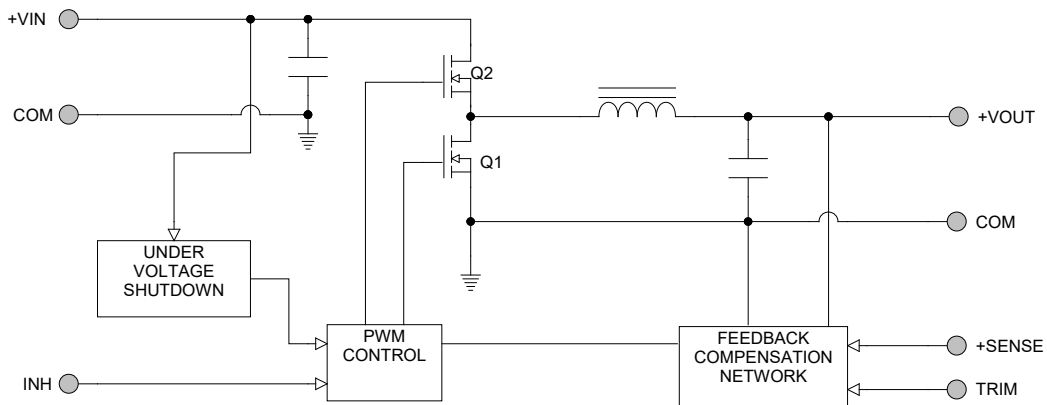 +VIN
Q2
COM
+VOUT
Q1
COM
UNDER
VOLTAGE
SHUTDOWN
PWM
CONTROL
FEEDBACK
COMPENSATION
NETWORK
+SENSE
INH
TRIM